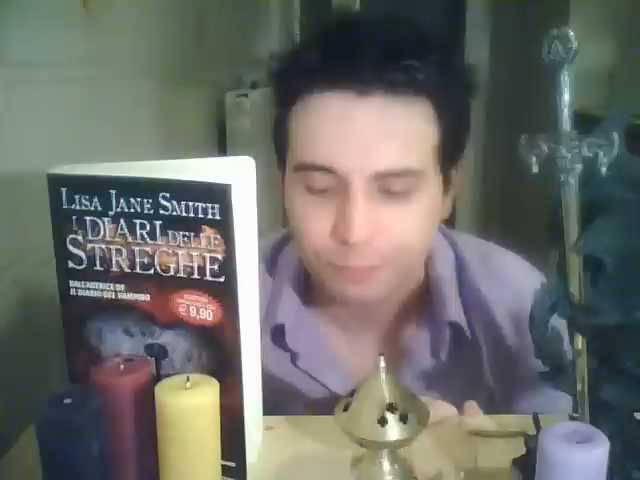 LISA JANE SMITH
I DIARI DELLE
STREGHE
DALL'AUTRICE DE
IL DIARIO DEL VAMPIRO
€ 9,90